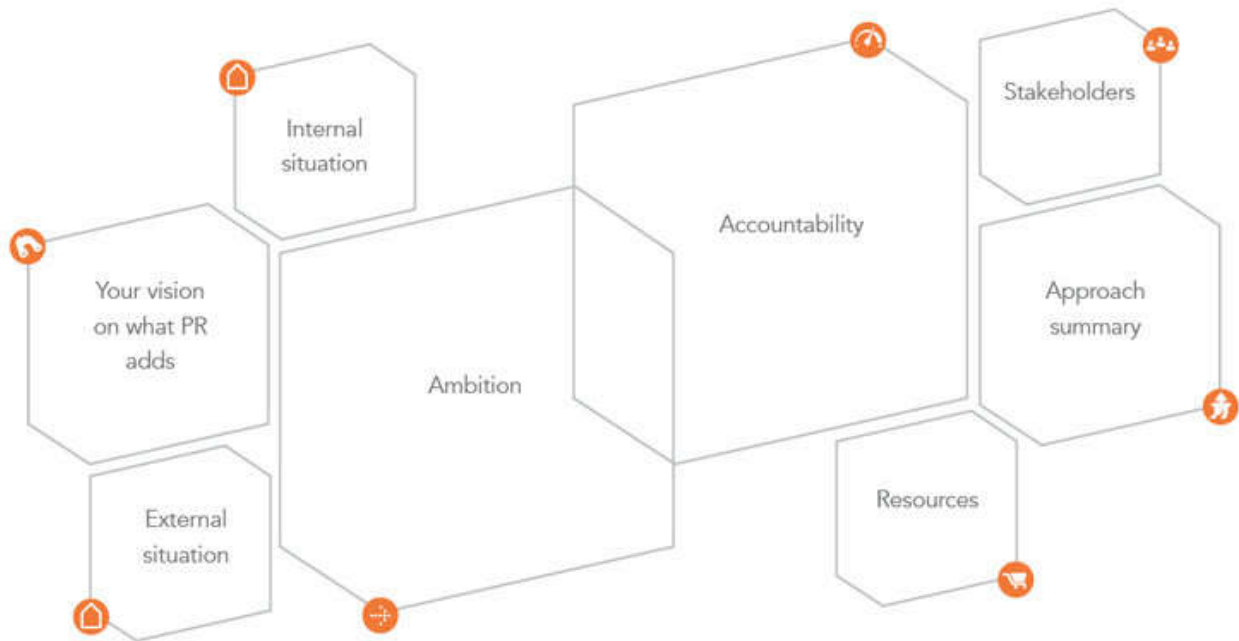 Internal
situation
Your vision
on what PR
adds
External
situation
Ambition
Accountability
Stakeholders
Approach
summary
Resources